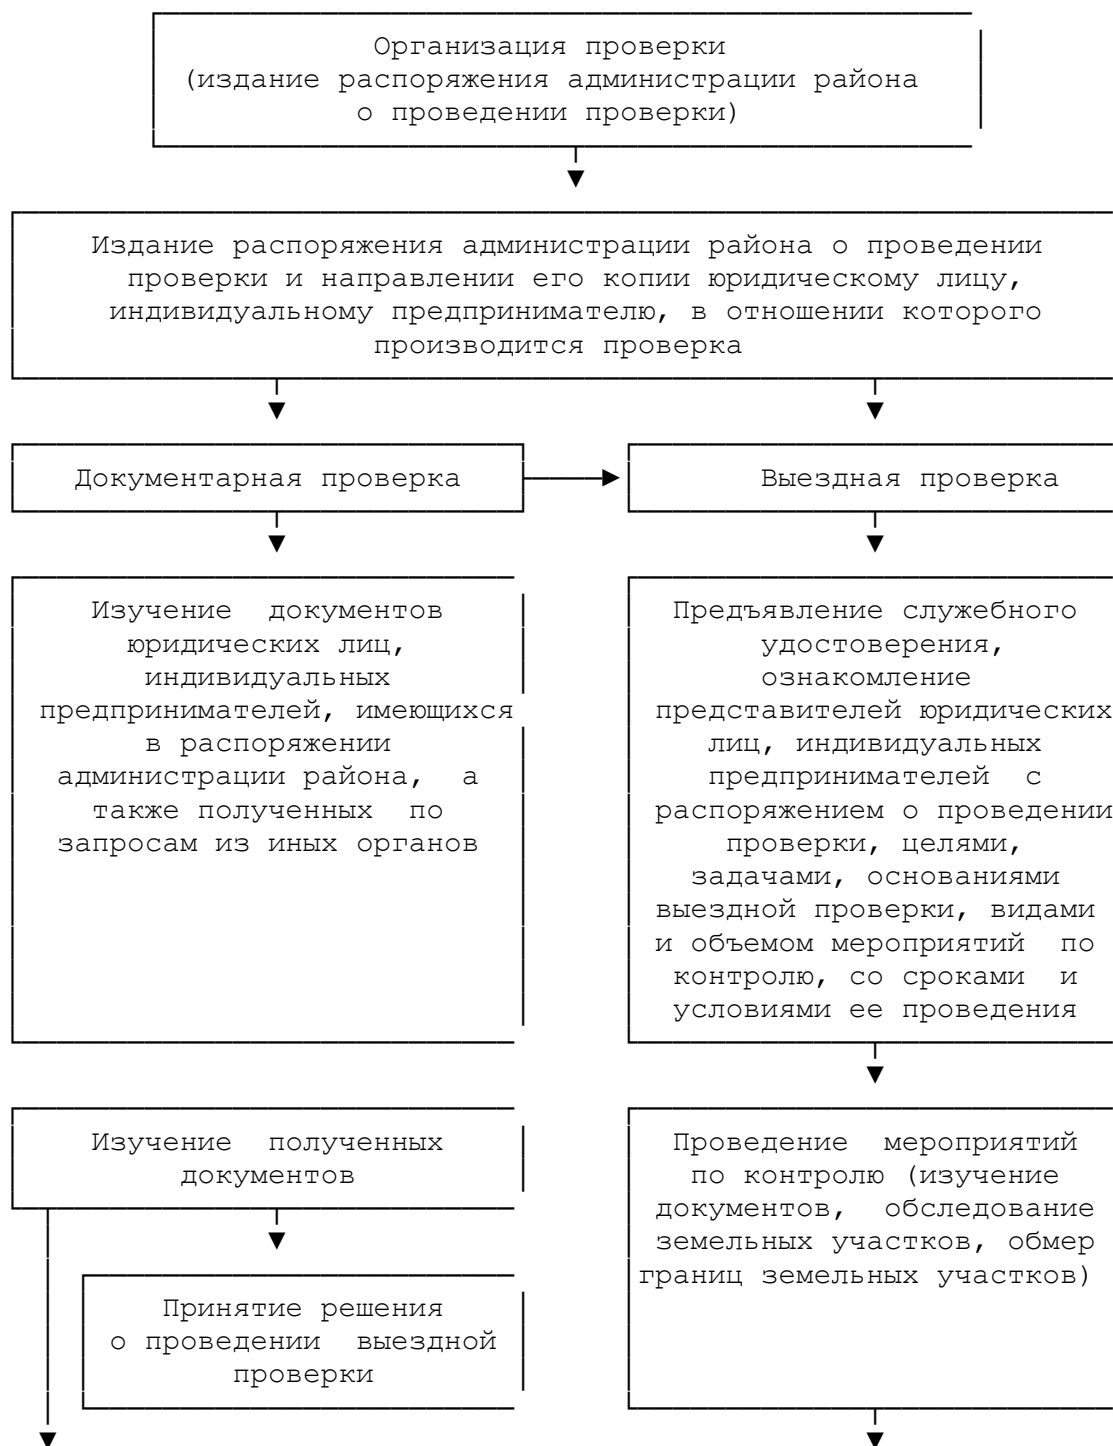 Организация проверки
(издание распоряжения администрации района
о проведении проверки)
Издание распоряжения администрации района о проведении
проверки и направлении его копии юридическому лицу,
индивидуальному предпринимателю, в отношении которого
производится проверка
Документарная проверка
Выездная проверка
Изучение документов
юридических лиц,
индивидуальных
предпринимателей, имеющихся
в распоряжении
администрации района, а
также полученных по
запросам из иных органов
Предъявление служебного
удостоверения,
ознакомление
представителей юридических
лиц, индивидуальных
предпринимателей с
распоряжением о проведении
проверки, целями,
задачами, основаниями
выездной проверки, видами
и объемом мероприятий по
контролю, со сроками и
условиями ее проведения
Изучение полученных
документов
Проведение мероприятий
по контролю (изучение
документов, обследование
земельных участков, обмер
границ земельных участков)
Принятие решения
о проведении выездной
проверки